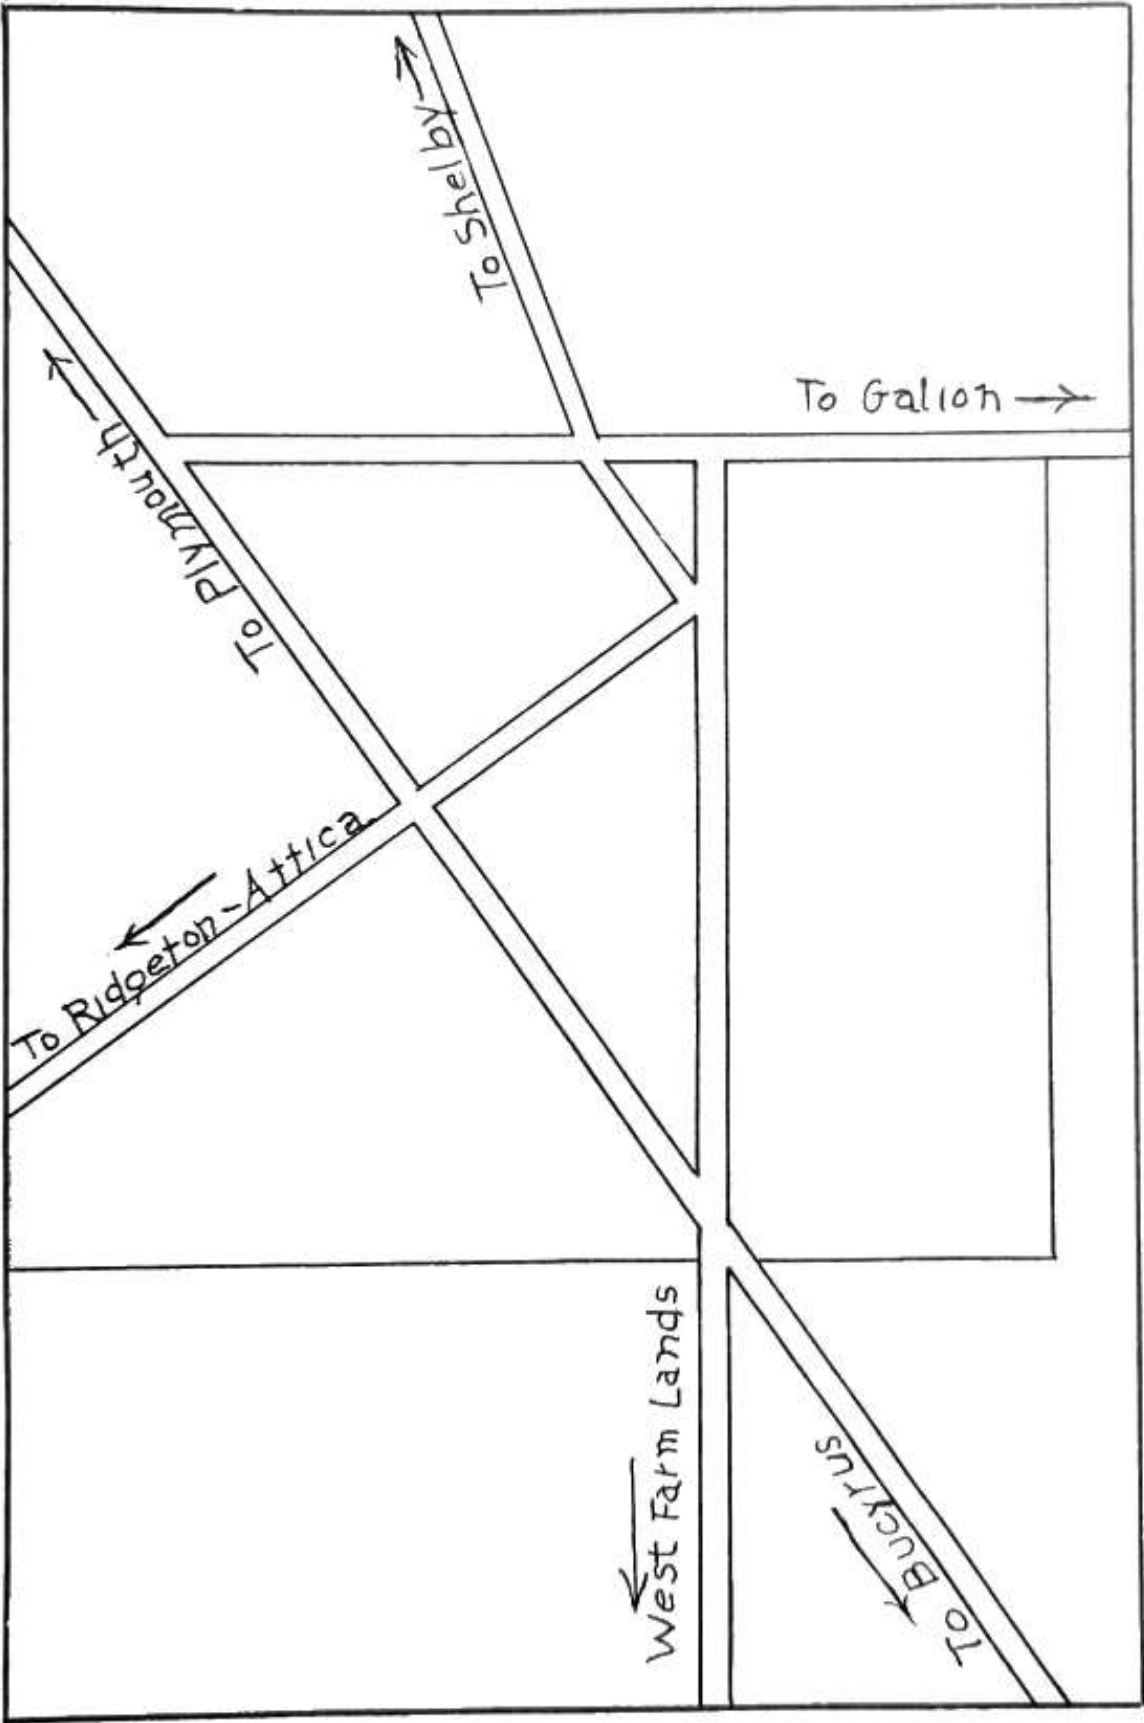 To Shelby
To Galion
To Plymouth
To Ridgeton-Attica
West Farm Lands
To Bucyrus